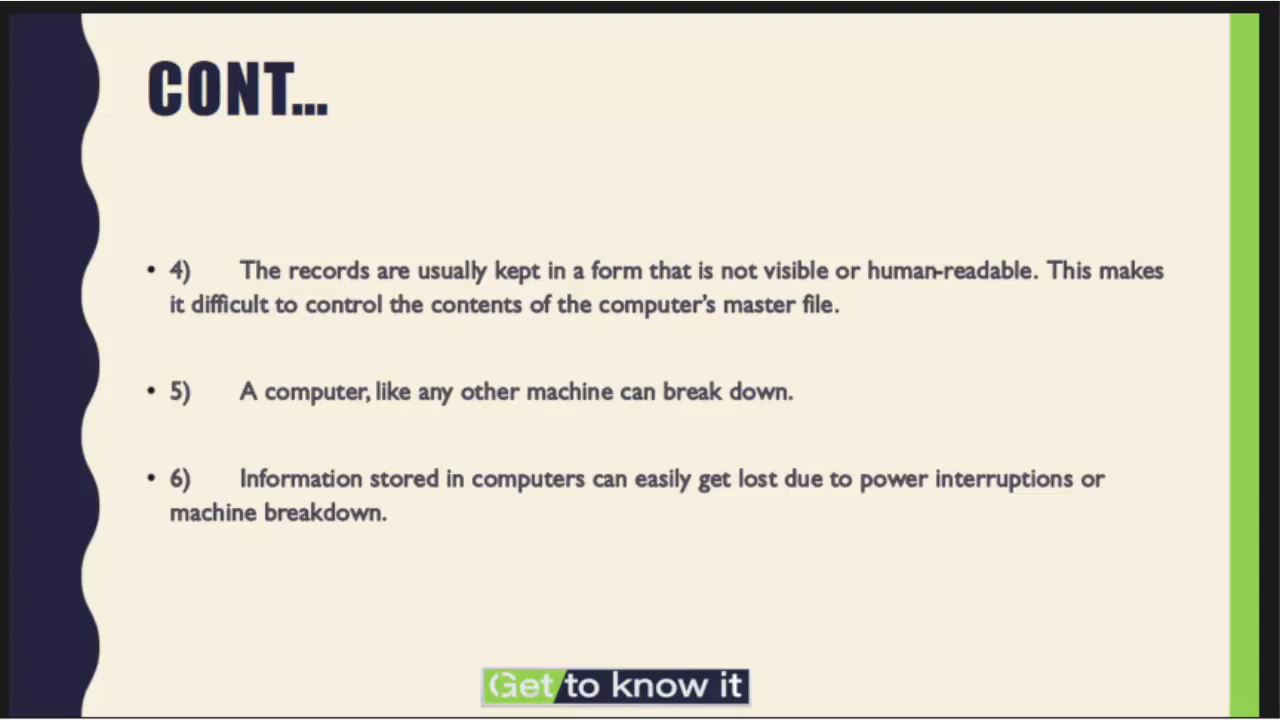 CONT...
• 4) The records are usually kept in a form that is not visible or human-readable. This makes
it difficult to control the contents of the computer's master file.
• 5) A computer, like any other machine can break down.
• 6) Information stored in computers can easily get lost due to power interruptions or
machine breakdown.
Get to know it